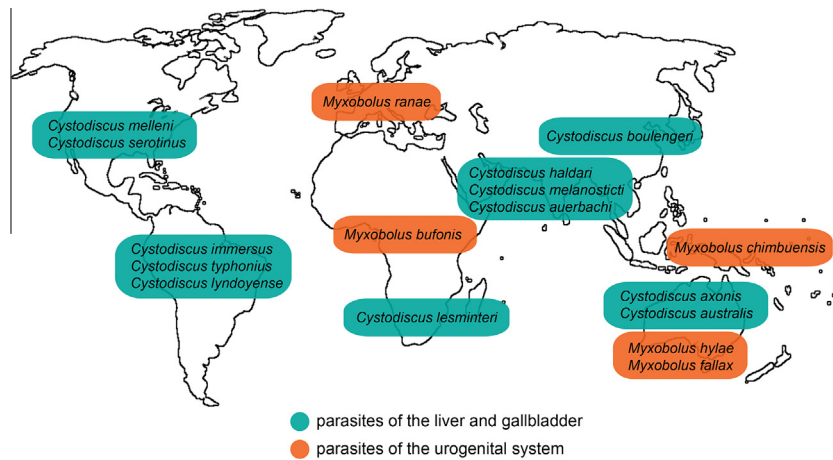 Myxobolus ranae
Cystodiscus melleni
Cystodiscus serotinus
Cystodiscus boulengeri
Cystodiscus haldari
Cystodiscus melanosticti
Cystodiscus auerbachi
Myxobolus bufonis
Myxobolus chimbuensis
Cystodiscus immersus
Cystodiscus typhonius
Cystodiscus lyndoyense
Cystodiscus axonis
Cystodiscus australis
Cystodiscus lesminteri
Myxobolus hylae
Myxobolus fallax
parasites of the liver and gallbladder
parasites of the urogenital system